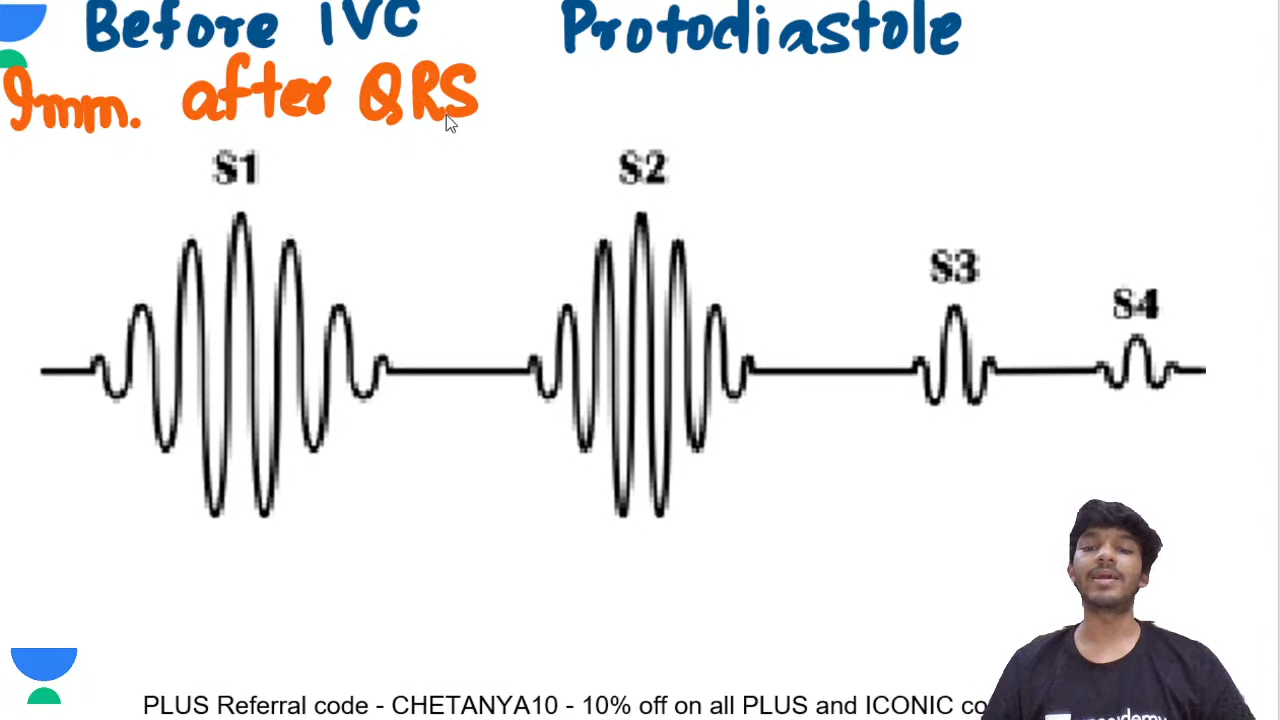 Before IVC Protodiastole
Imm. after QRS
S1 S2
S3
S4
PLUS Referral code - CHETANYA10 - 10% off on all PLUS and ICONIC co